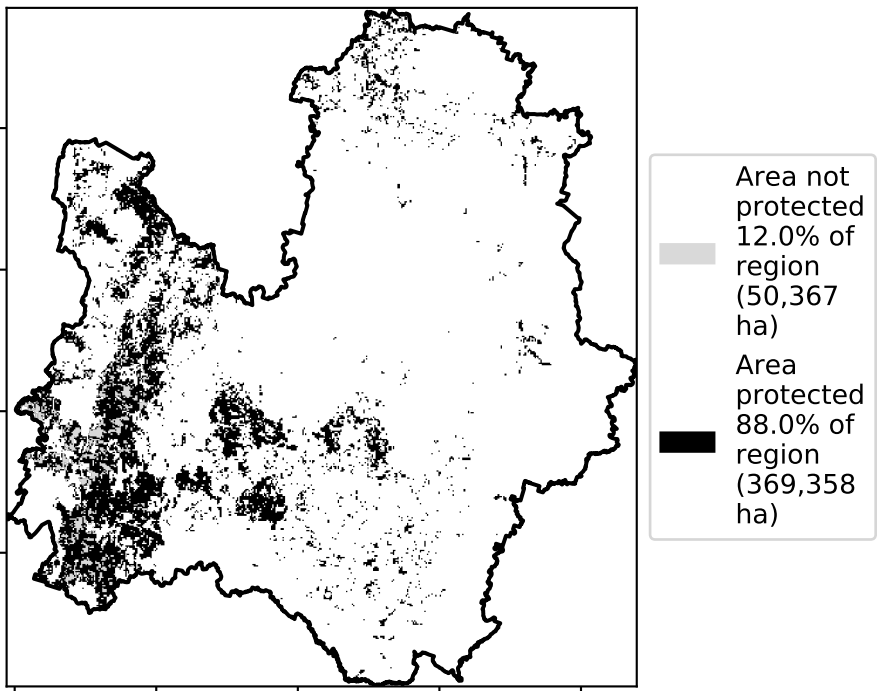 Area not
protected
12.0% of
region
(50,367
ha)
Area
protected
88.0% of
region
(369,358
ha)